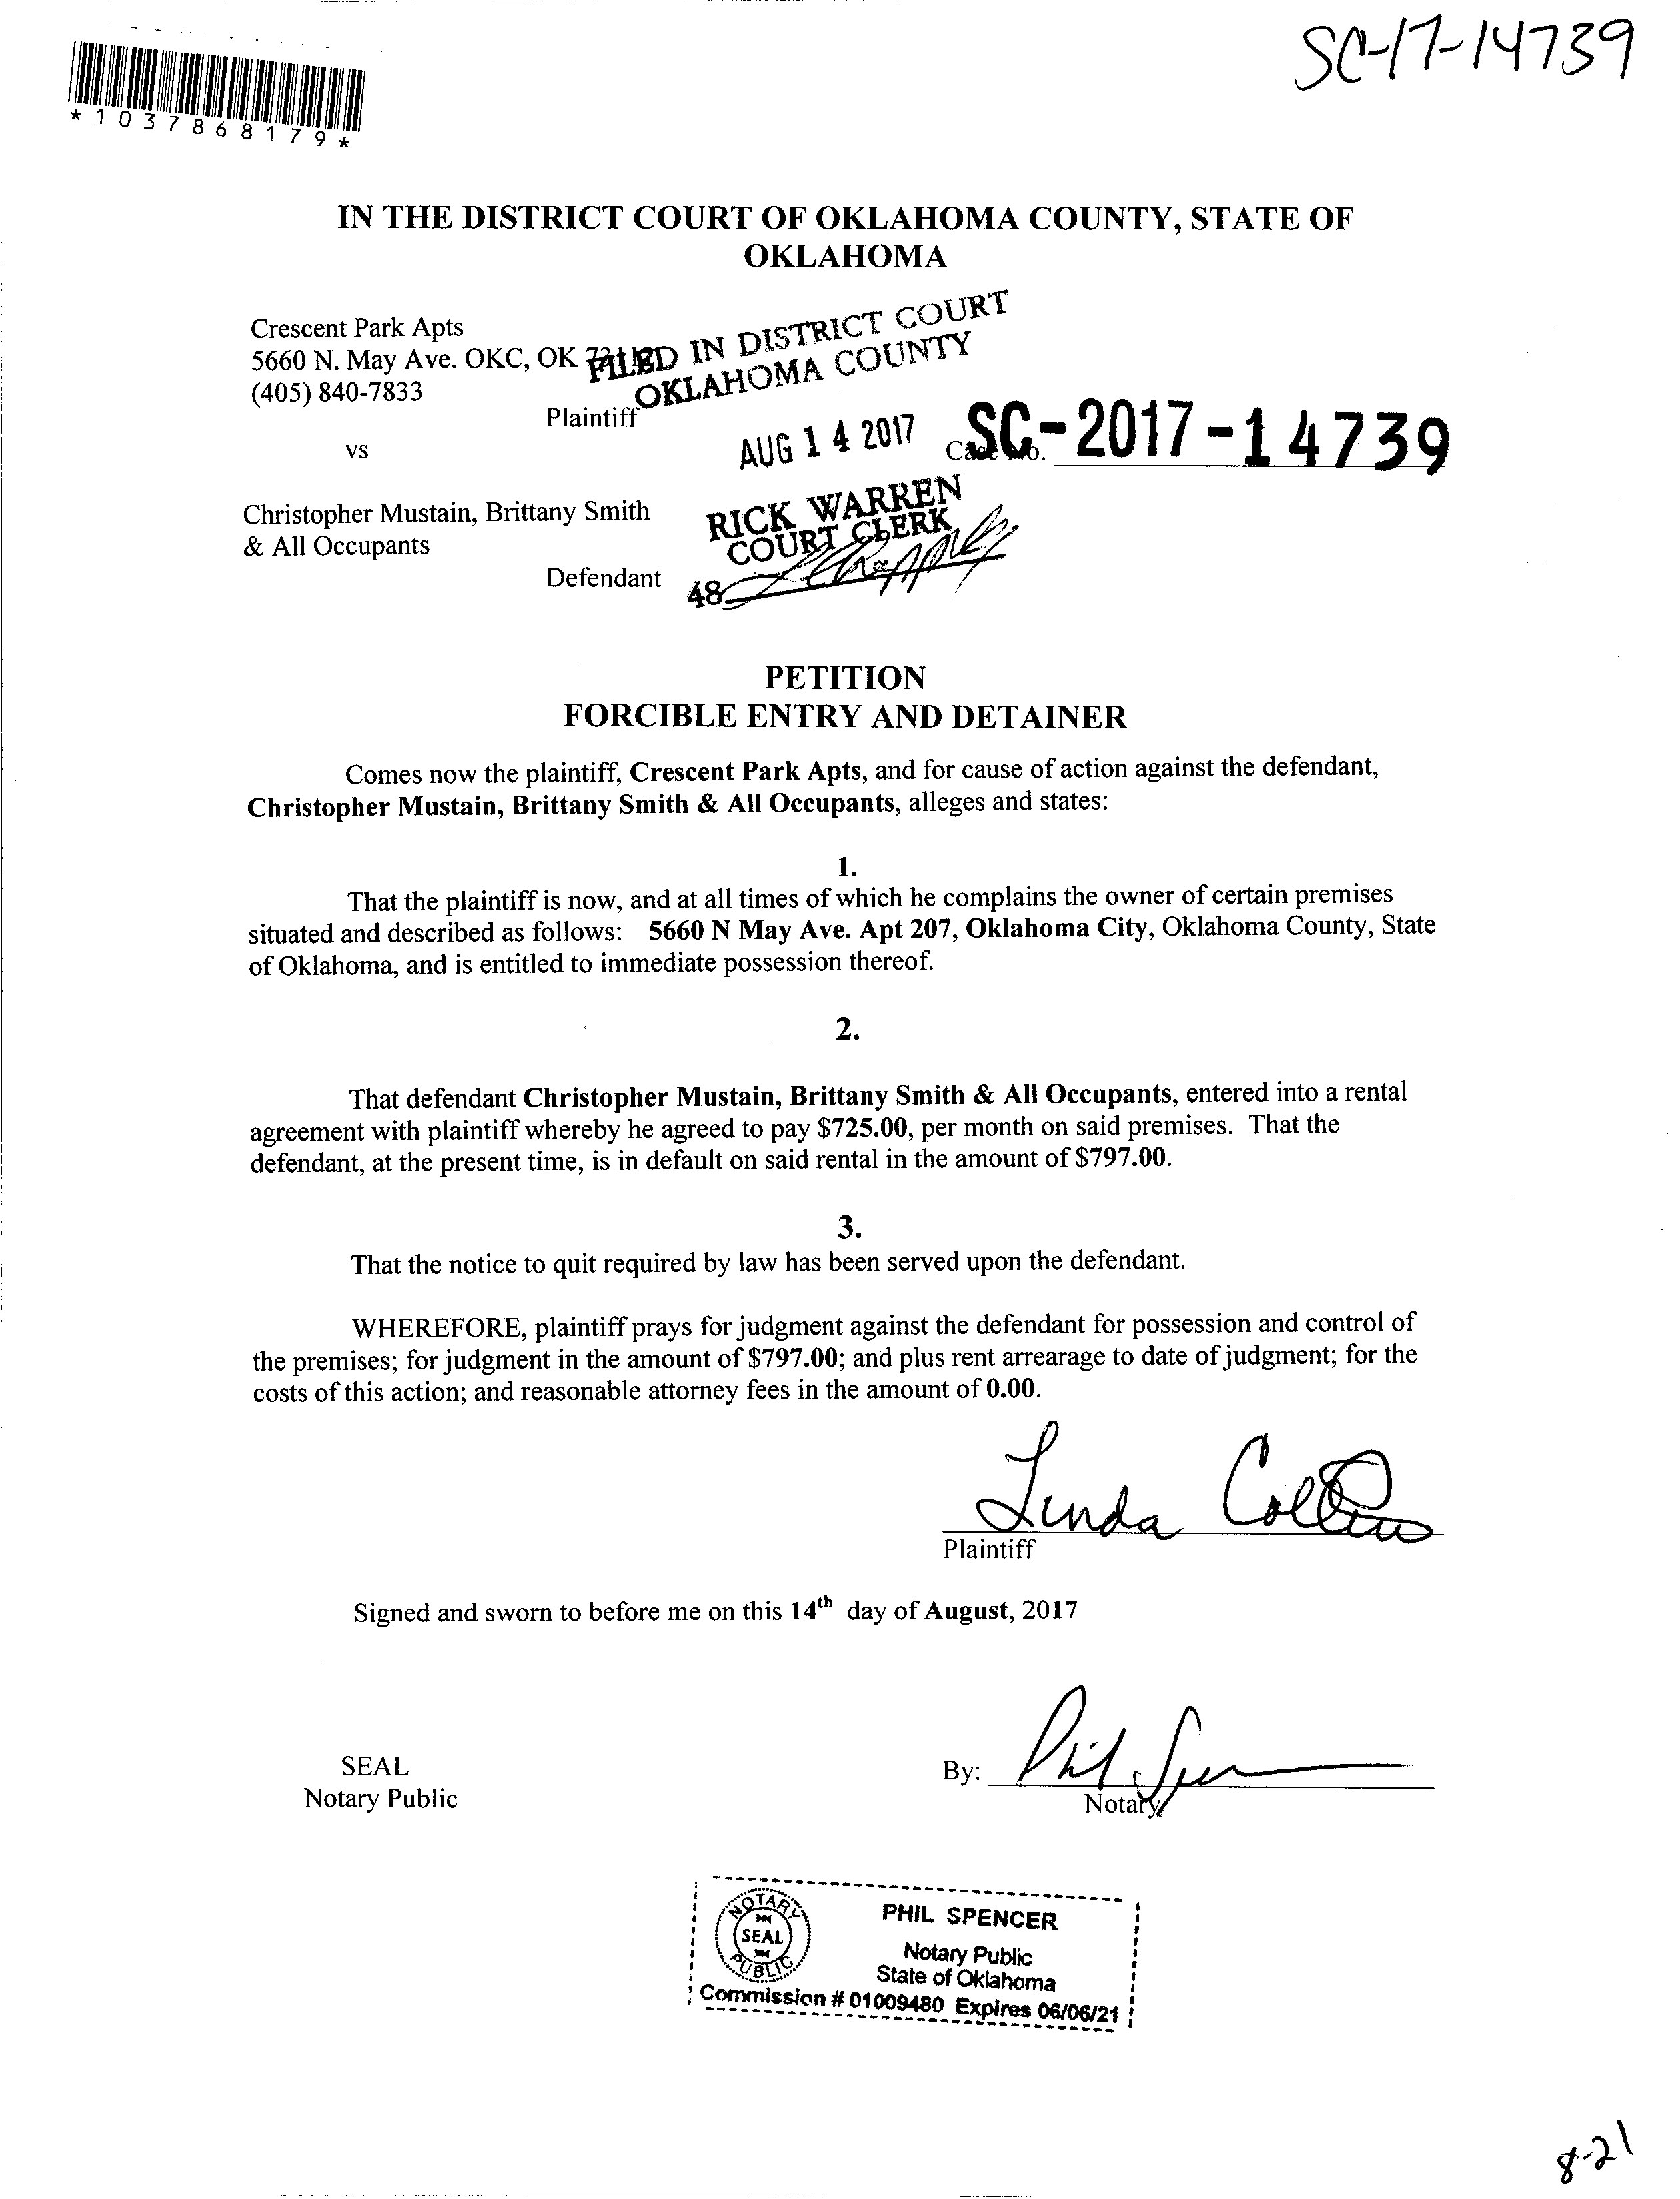 SC-17-14739
*1037868179*
IN THE DISTRICT COURT OF OKLAHOMA COUNTY, STATE OF
OKLAHOMA
Crescent Park Apts
5660 N. May Ave. OKC, OK
(405) 840-7833
Plaintiff
vs
FILED IN DISTRICT COURT
OKLAHOMA COUNTY
AUG 14 2017
Case No. SC-2017-14739
RICK WARREN
COURT CLERK
48
Christopher Mustain, Brittany Smith
& All Occupants
Defendant
PETITION
FORCIBLE ENTRY AND DETAINER
Comes now the plaintiff, Crescent Park Apts, and for cause of action against the defendant,
Christopher Mustain, Brittany Smith & All Occupants, alleges and states:
1.
That the plaintiff is now, and at all times of which he complains the owner of certain premises
situated and described as follows: 5660 N May Ave. Apt 207, Oklahoma City, Oklahoma County, State
of Oklahoma, and is entitled to immediate possession thereof.
2.
That defendant Christopher Mustain, Brittany Smith & All Occupants, entered into a rental
agreement with plaintiff whereby he agreed to pay $725.00, per month on said premises. That the
defendant, at the present time, is in default on said rental in the amount of $797.00.
3.
That the notice to quit required by law has been served upon the defendant.
WHEREFORE, plaintiff prays for judgment against the defendant for possession and control of
the premises; for judgment in the amount of $797.00; and plus rent arrearage to date of judgment; for the
costs of this action; and reasonable attorney fees in the amount of 0.00.
Linda Collins
Plaintiff
Signed and sworn to before me on this 14th day of August, 2017
SEAL
Notary Public
By: Phil Spencer
Notary
NOTARY
SEAL
PUBLIC
PHIL SPENCER
Notary Public
State of Oklahoma
Commission # 01009480 Expires 06/06/21
8-21